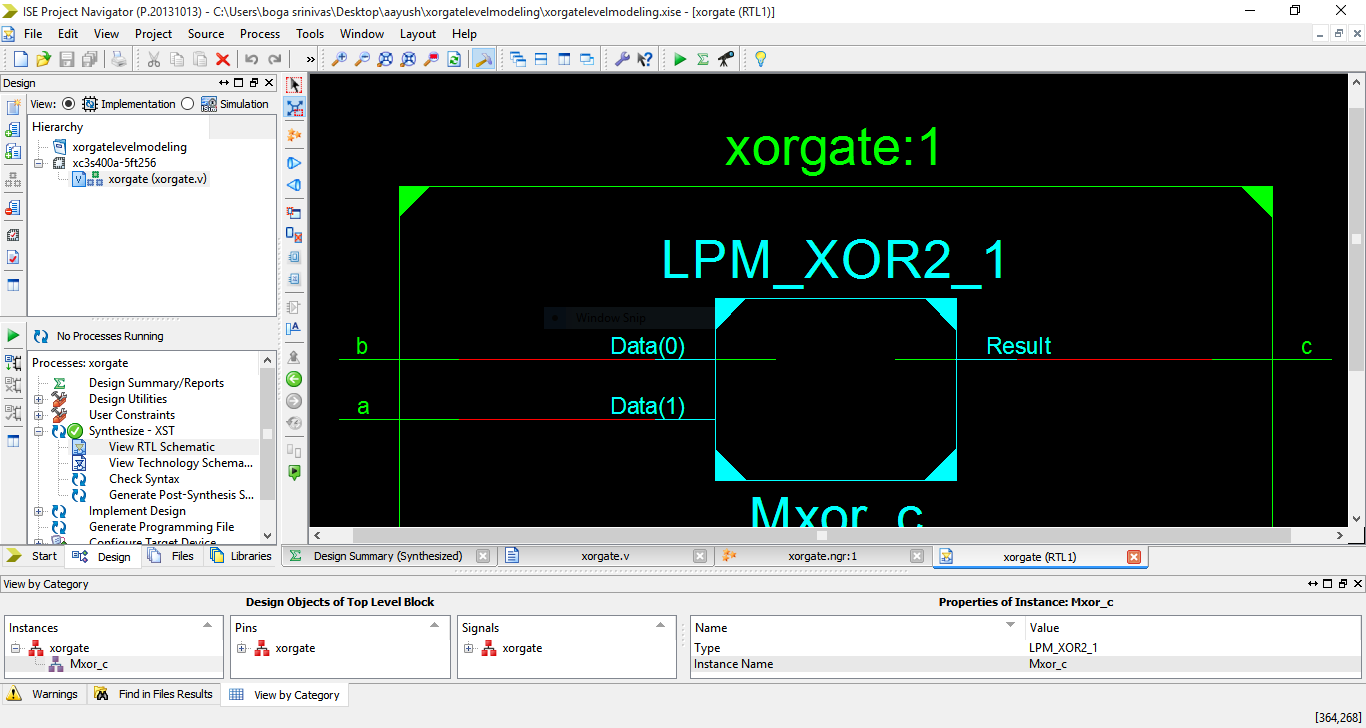 ISE Project Navigator (P.20131013) - C:\Users\boga srinivas\Desktop\aayush\xorgatelevelmodeling\xorgatelevelmodeling.xise - [xorgate (RTL1)]
File Edit View Project Source Process Tools Window Layout Help
»
Design
View: Implementation Simulation
Hierarchy
xorgatelevelmodeling
xc3s400a-5ft256
xorgate (xorgate.v)
No Processes Running
Processes: xorgate
Design Summary/Reports
Design Utilities
User Constraints
Synthesize - XST
View RTL Schematic
View Technology Schema...
Check Syntax
Generate Post-Synthesis S...
Implement Design
Generate Programming File
Configure Target Device
Start Design Files Libraries
xorgate:1
LPM_XOR2_1
Window Snip
b Data(0) Result c
a Data(1)
Mxor_c
Design Summary (Synthesized) xorgate.v xorgate.ngr:1 xorgate (RTL1)
View by Category
Design Objects of Top Level Block Properties of Instance: Mxor_c
Instances Pins Signals Name Value
xorgate xorgate xorgate Type LPM_XOR2_1
Mxor_c Instance Name Mxor_c
Warnings Find in Files Results View by Category
[364,268]